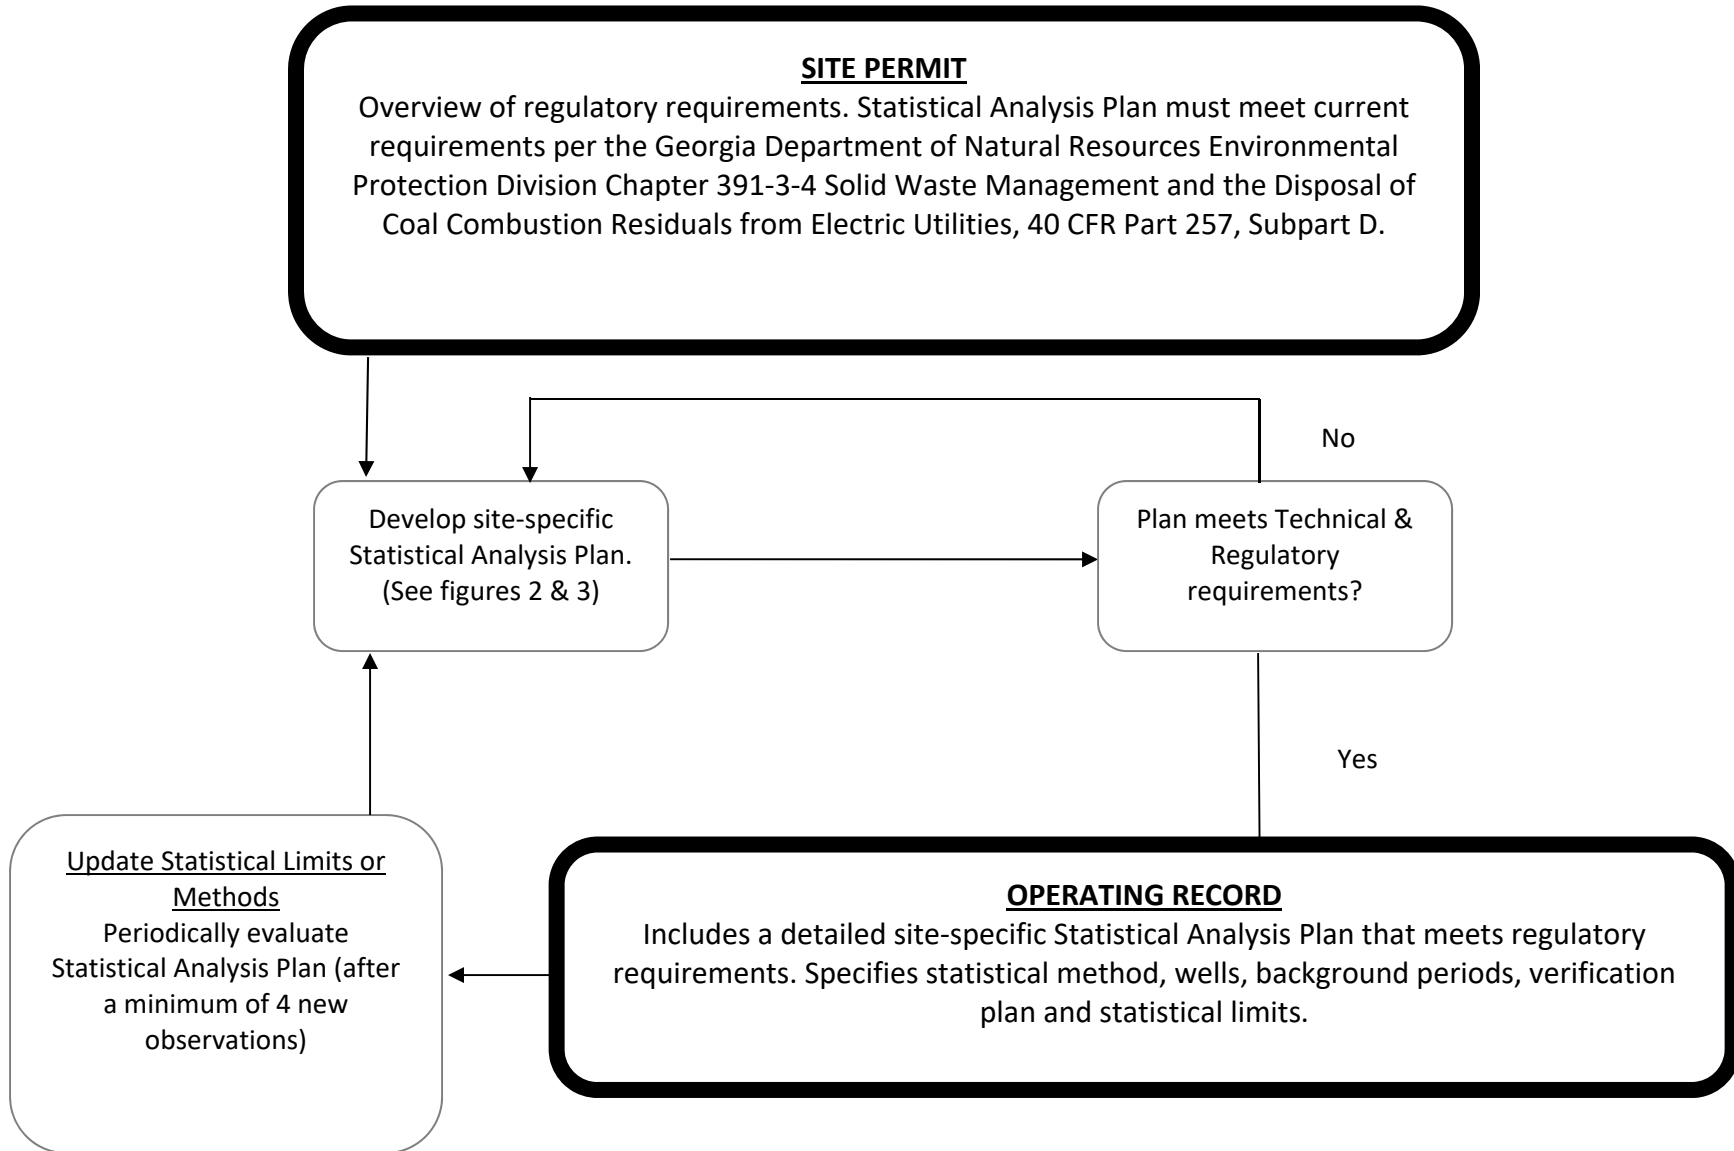 SITE PERMIT
Overview of regulatory requirements. Statistical Analysis Plan must meet current
requirements per the Georgia Department of Natural Resources Environmental
Protection Division Chapter 391-3-4 Solid Waste Management and the Disposal of
Coal Combustion Residuals from Electric Utilities, 40 CFR Part 257, Subpart D.
No
Develop site-specific
Statistical Analysis Plan.
(See figures 2 & 3)
Plan meets Technical &
Regulatory
requirements?
Yes
Update Statistical Limits or
Methods
Periodically evaluate
Statistical Analysis Plan (after
a minimum of 4 new
observations)
OPERATING RECORD
Includes a detailed site-specific Statistical Analysis Plan that meets regulatory
requirements. Specifies statistical method, wells, background periods, verification
plan and statistical limits.